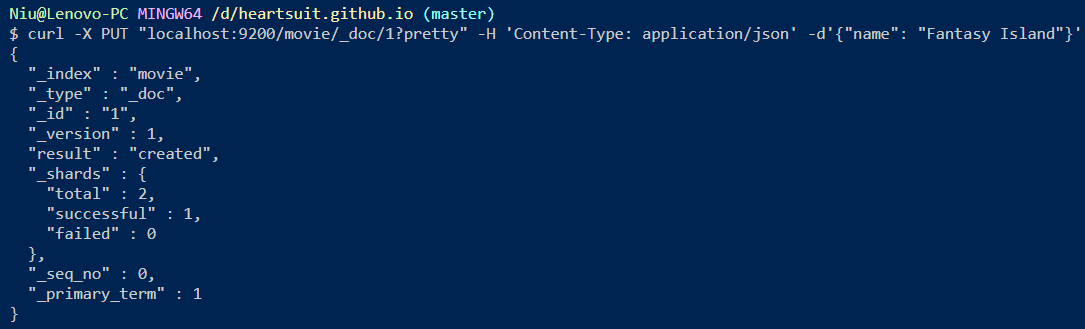 Niu@Lenovo-PC MINGW64 /d/heartsuit.github.io (master)
$ curl -X PUT "localhost:9200/movie/_doc/1?pretty" -H 'Content-Type: application/json' -d'{"name": "Fantasy Island"}'
{
  "_index" : "movie",
  "_type" : "_doc",
  "_id" : "1",
  "_version" : 1,
  "result" : "created",
  "_shards" : {
    "total" : 2,
    "successful" : 1,
    "failed" : 0
  },
  "_seq_no" : 0,
  "_primary_term" : 1
}